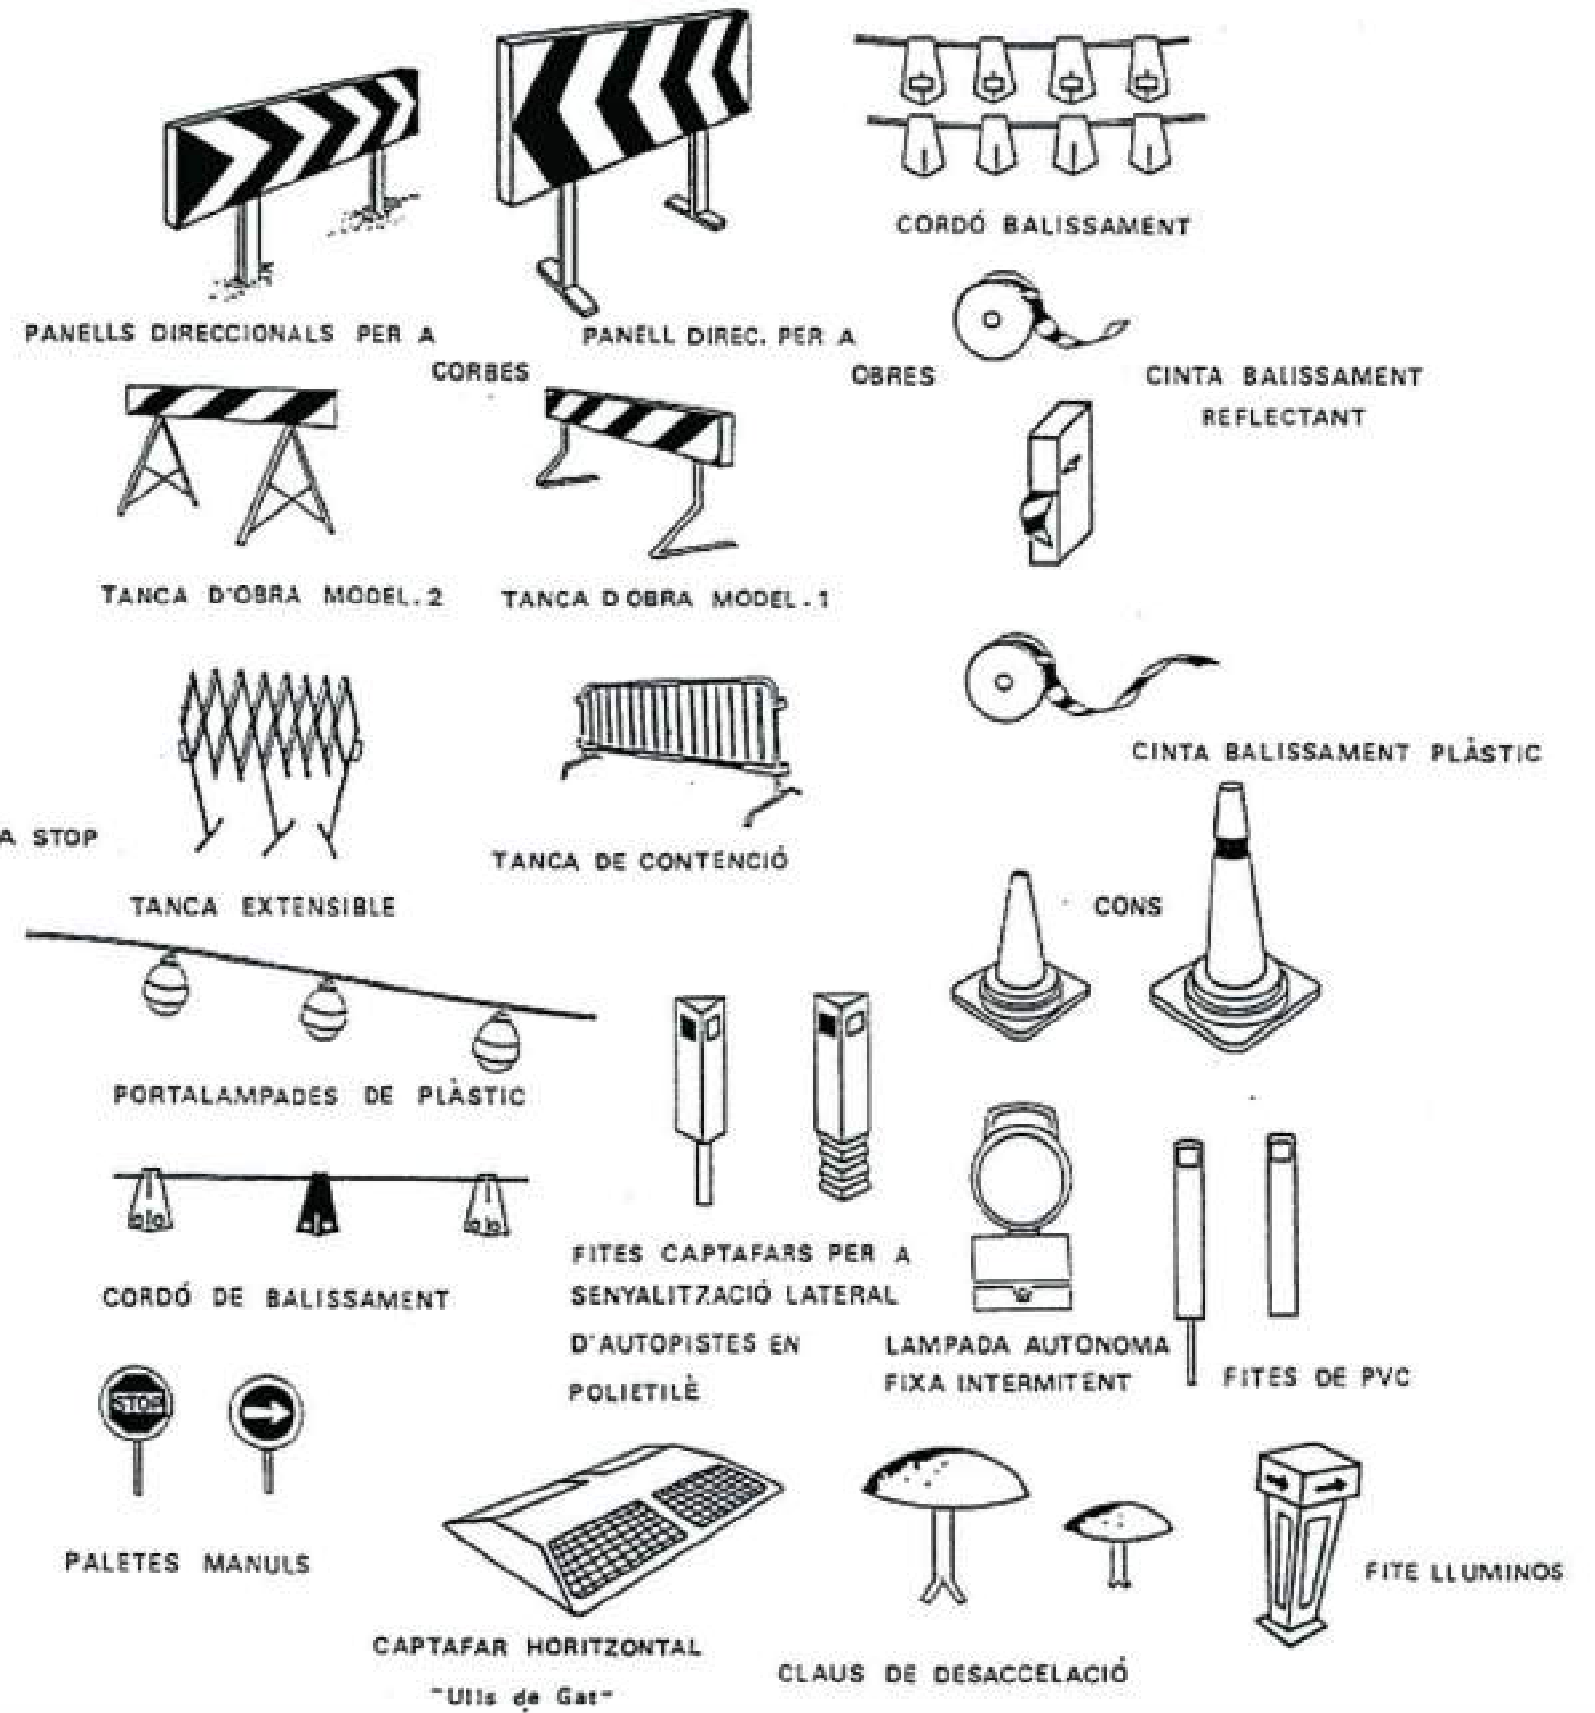 CORDÓ BALISSAMENT
PANELLS DIRECCIONALS PER A
CORBES
PANELL DIREC. PER A
OBRES
CINTA BALISSAMENT
REFLECTANT
TANCA D'OBRA MODEL.2
TANCA D OBRA MODEL.1
CINTA BALISSAMENT PLÀSTIC
A STOP
TANCA EXTENSIBLE
TANCA DE CONTENCIÓ
CONS
PORTALAMPADES DE PLÀSTIC
CORDÓ DE BALISSAMENT
FITES CAPTAFARS PER A
SENYALITZACIÓ LATERAL
D'AUTOPISTES EN
POLIETILÈ
LAMPADA AUTONOMA
FIXA INTERMITENT
FITES DE PVC
STOP
PALETES MANULS
CAPTAFAR HORITZONTAL
"Ulls de Gat"
CLAUS DE DESACCELACIÓ
FITE LLUMINOS